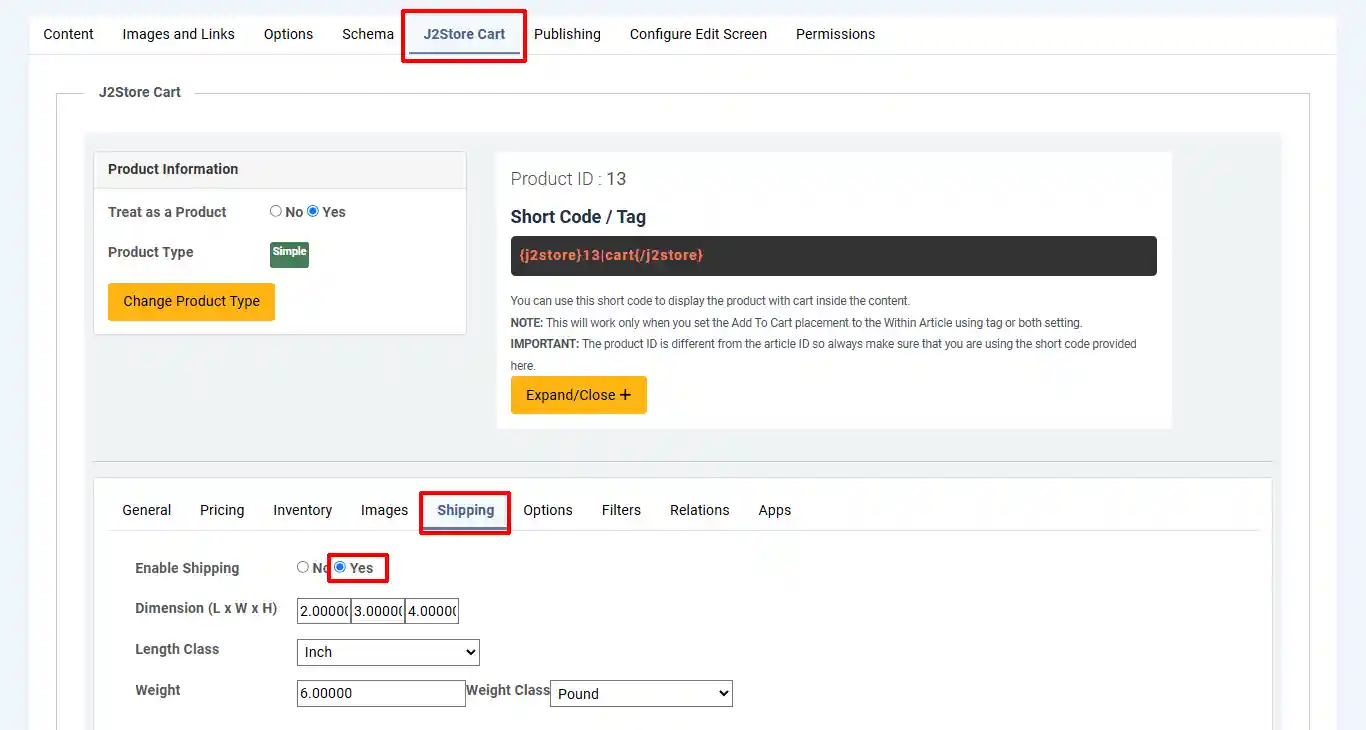 Content Images and Links Options Schema J2Store Cart Publishing Configure Edit Screen Permissions
J2Store Cart
Product Information
Treat as a Product No Yes
Product Type Simple
Change Product Type
Product ID : 13
Short Code / Tag
{j2store}13|cart{/j2store}
You can use this short code to display the product with cart inside the content.
NOTE: This will work only when you set the Add To Cart placement to the Within Article using tag or both setting.
IMPORTANT: The product ID is different from the article ID so always make sure that you are using the short code provided
here.
Expand/Close +
General Pricing Inventory Images Shipping Options Filters Relations Apps
Enable Shipping No Yes
Dimension (L x W x H) 2.0000( 3.0000( 4.0000(
Length Class Inch
Weight 6.00000 Weight Class Pound